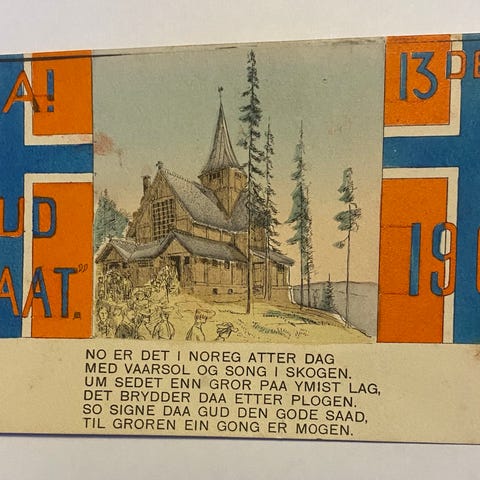 A! 13DE
UD
AAT." 19
NO ER DET I NOREG ATTER DAG
MED VAARSOL OG SONG I SKOGEN.
UM SEDET ENN GROR PAA YMIST LAG,
DET BRYDDER DAA ETTER PLOGEN.
SO SIGNE DAA GUD DEN GODE SAAD,
TIL GROREN EIN GONG ER MOGEN.